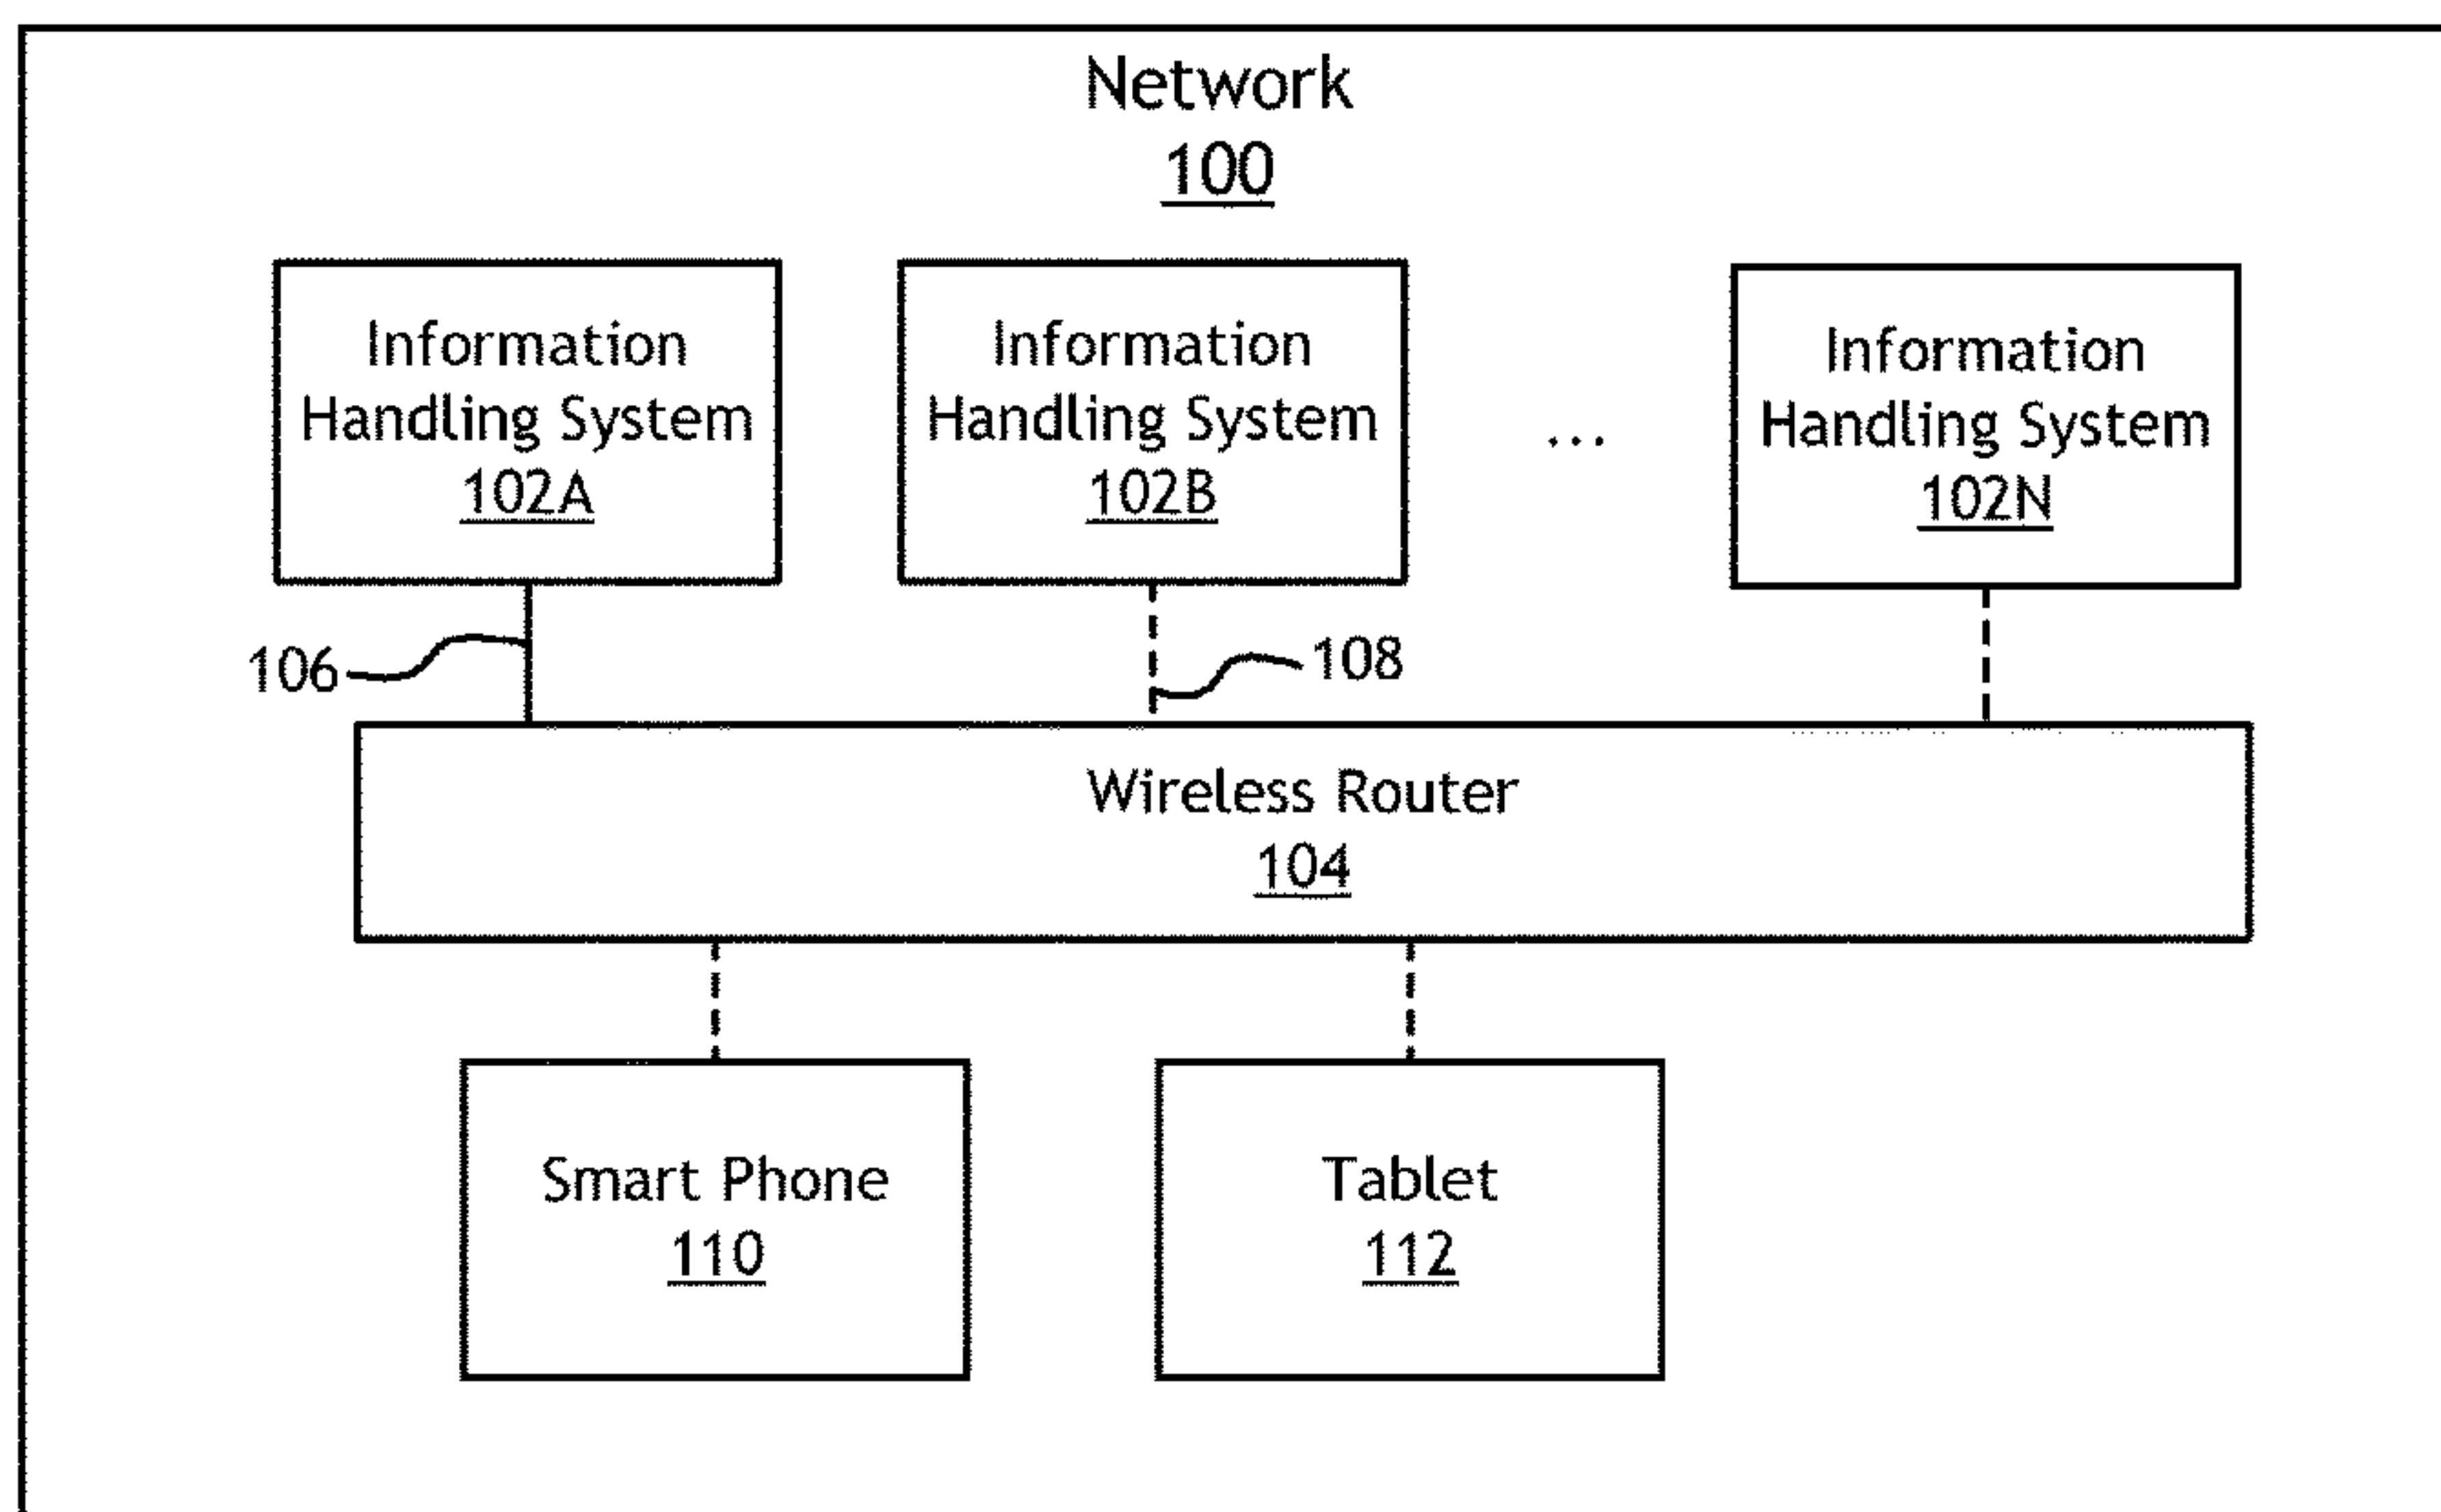 Network
100
Information
Handling System
102A
Information
Handling System
102B
...
Information
Handling System
102N
106
108
Wireless Router
104
Smart Phone
110
Tablet
112